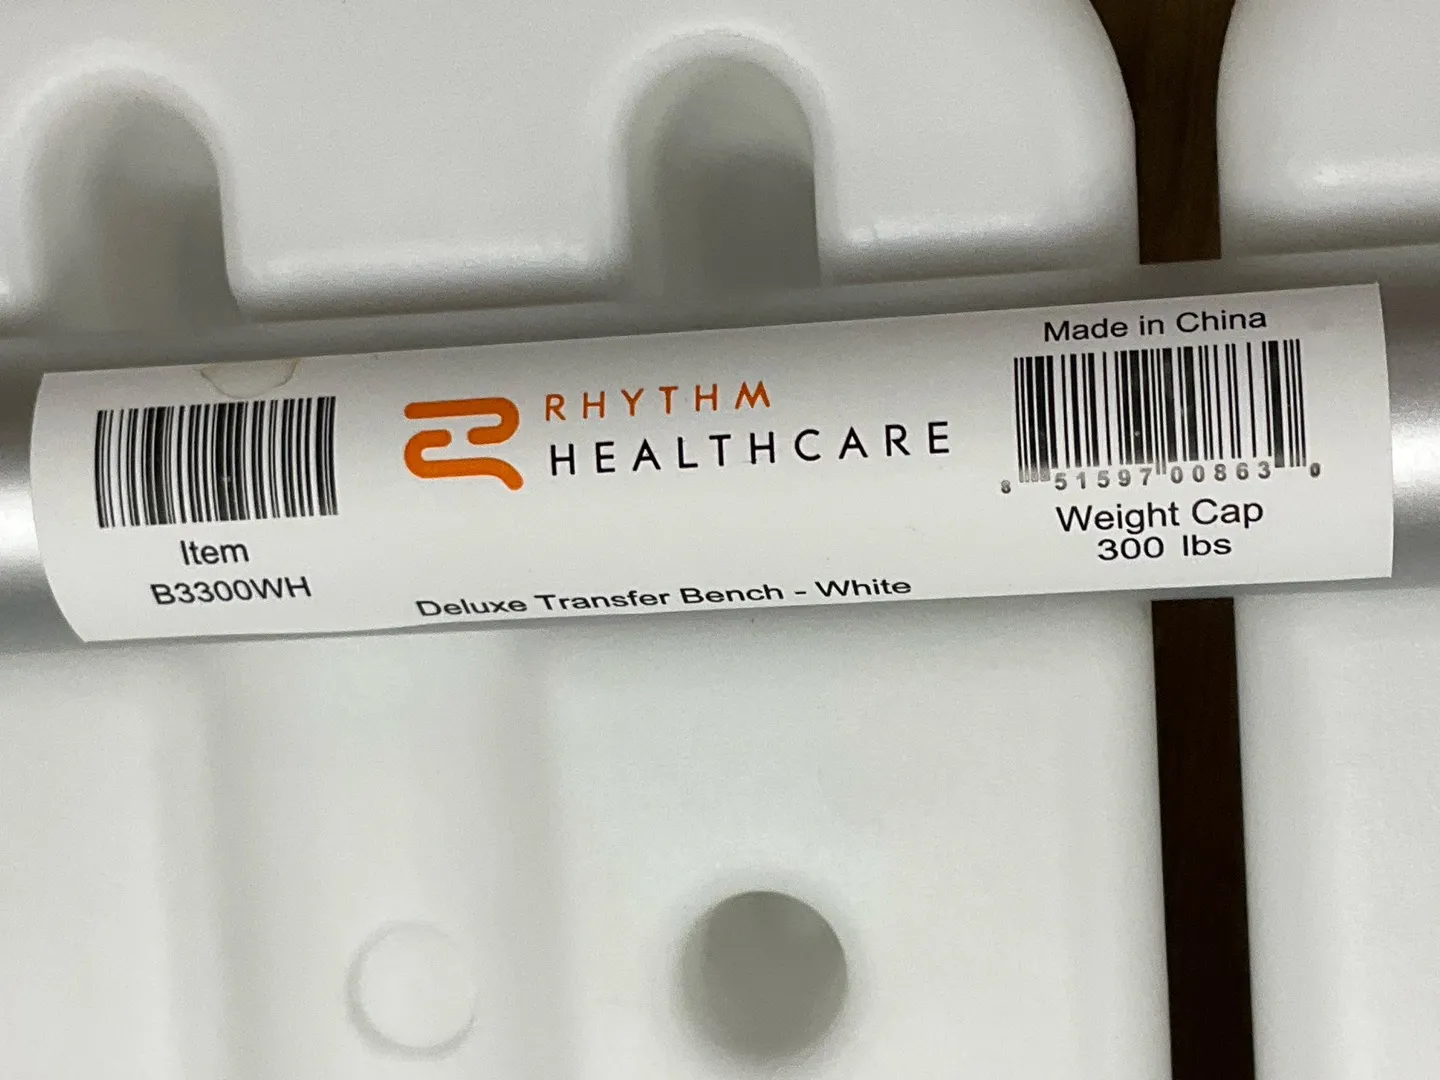 Item
B3300WH
RHYTHM
HEALTHCARE
Deluxe Transfer Bench - White
Made in China
8 51597 00863 0
Weight Cap
300 lbs